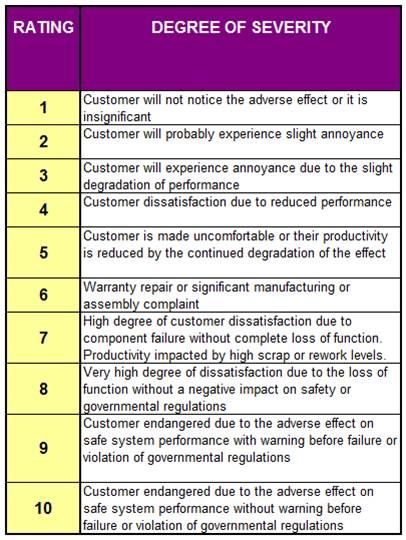 RATING DEGREE OF SEVERITY
1 Customer will not notice the adverse effect or it is
insignificant
2 Customer will probably experience slight annoyance
3 Customer will experience annoyance due to the slight
degradation of performance
4 Customer dissatisfaction due to reduced performance
5 Customer is made uncomfortable or their productivity
is reduced by the continued degradation of the effect
6 Warranty repair or significant manufacturing or
assembly complaint
7 High degree of customer dissatisfaction due to
component failure without complete loss of function.
Productivity impacted by high scrap or rework levels.
8 Very high degree of dissatisfaction due to the loss of
function without a negative impact on safety or
governmental regulations
9 Customer endangered due to the adverse effect on
safe system performance with warning before failure or
violation of governmental regulations
10 Customer endangered due to the adverse effect on
safe system performance without warning before
failure or violation of governmental regulations